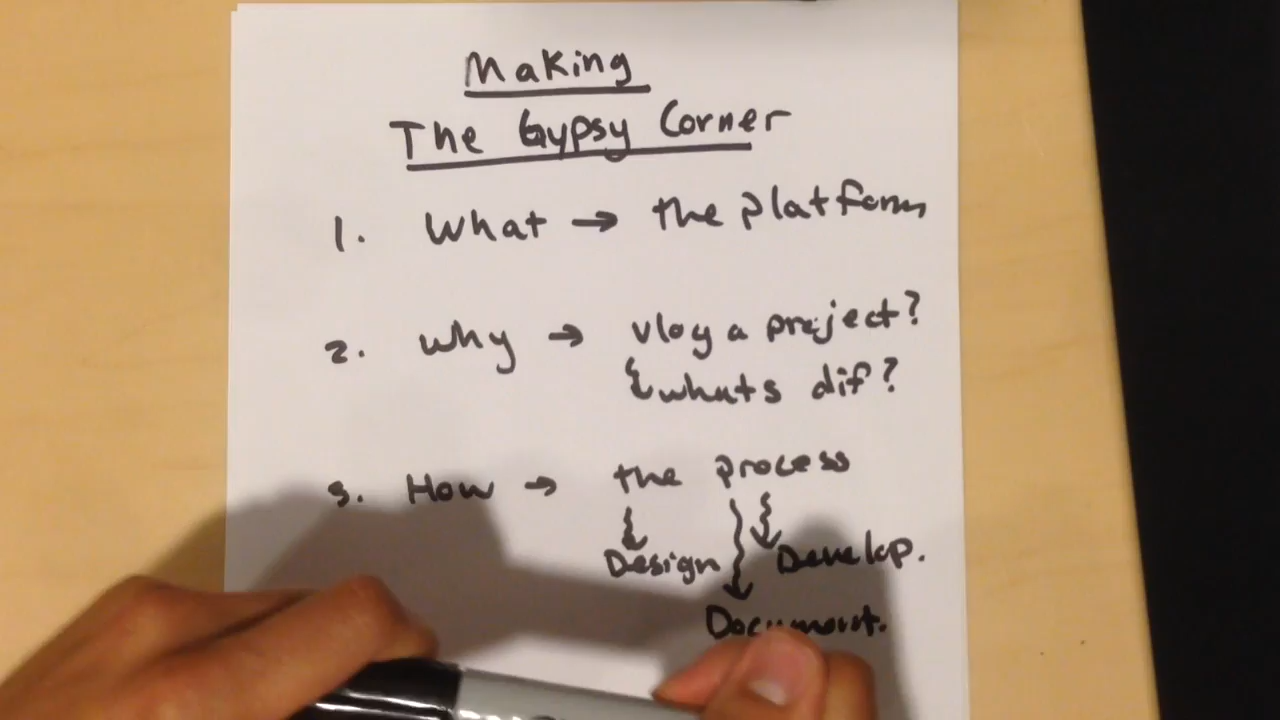 Making
The Gypsy Corner
1. What → the platform
2. Why → vlog a project?
whats dif?
3. How → the process
Design Develop.
Document.